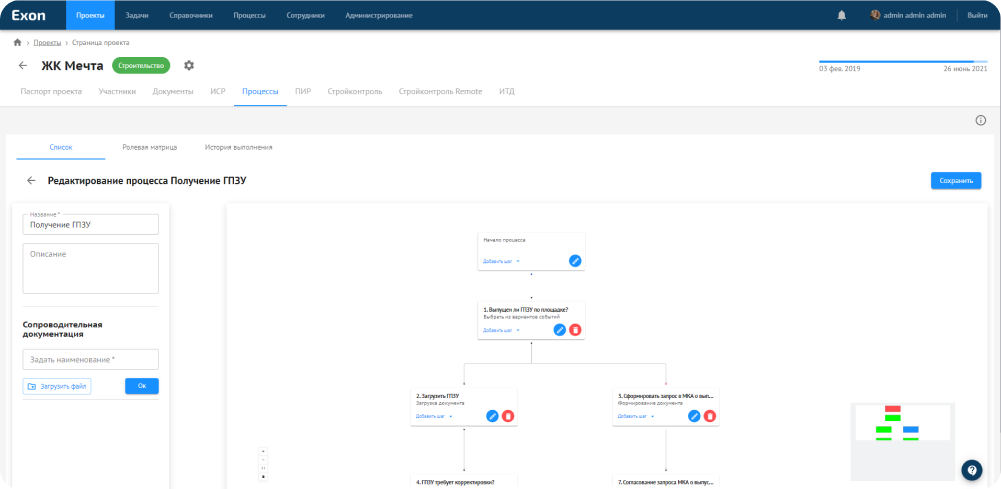 Exon
Проекты Задачи Справочники Процессы Сотрудники Администрирование admin admin admin Выйти
Проекты › Страница проекта
ЖК Мечта Строительство
03 фев. 2019 26 июнь 2021
Паспорт проекта Участники Документы ИСР Процессы ПИР Стройконтроль Стройконтроль Remote ИТД
Список Ролевая матрица История выполнения
Редактирование процесса Получение ГПЗУ
Сохранить
Название *
Получение ГПЗУ
Описание
Сопроводительная
документация
Задать наименование *
Загрузить файл Ок
Начало процесса
Добавить шаг
1. Выпущен ли ГПЗУ по площадке?
Выбрать из вариантов событий
Добавить шаг
2. Загрузить ГПЗУ
Загрузка документа
Добавить шаг
3. Сформировать запрос в МКА о вып...
Формирование документа
Добавить шаг
4. ГПЗУ требует корректировки?
7. Согласование запроса МКА о выпус...